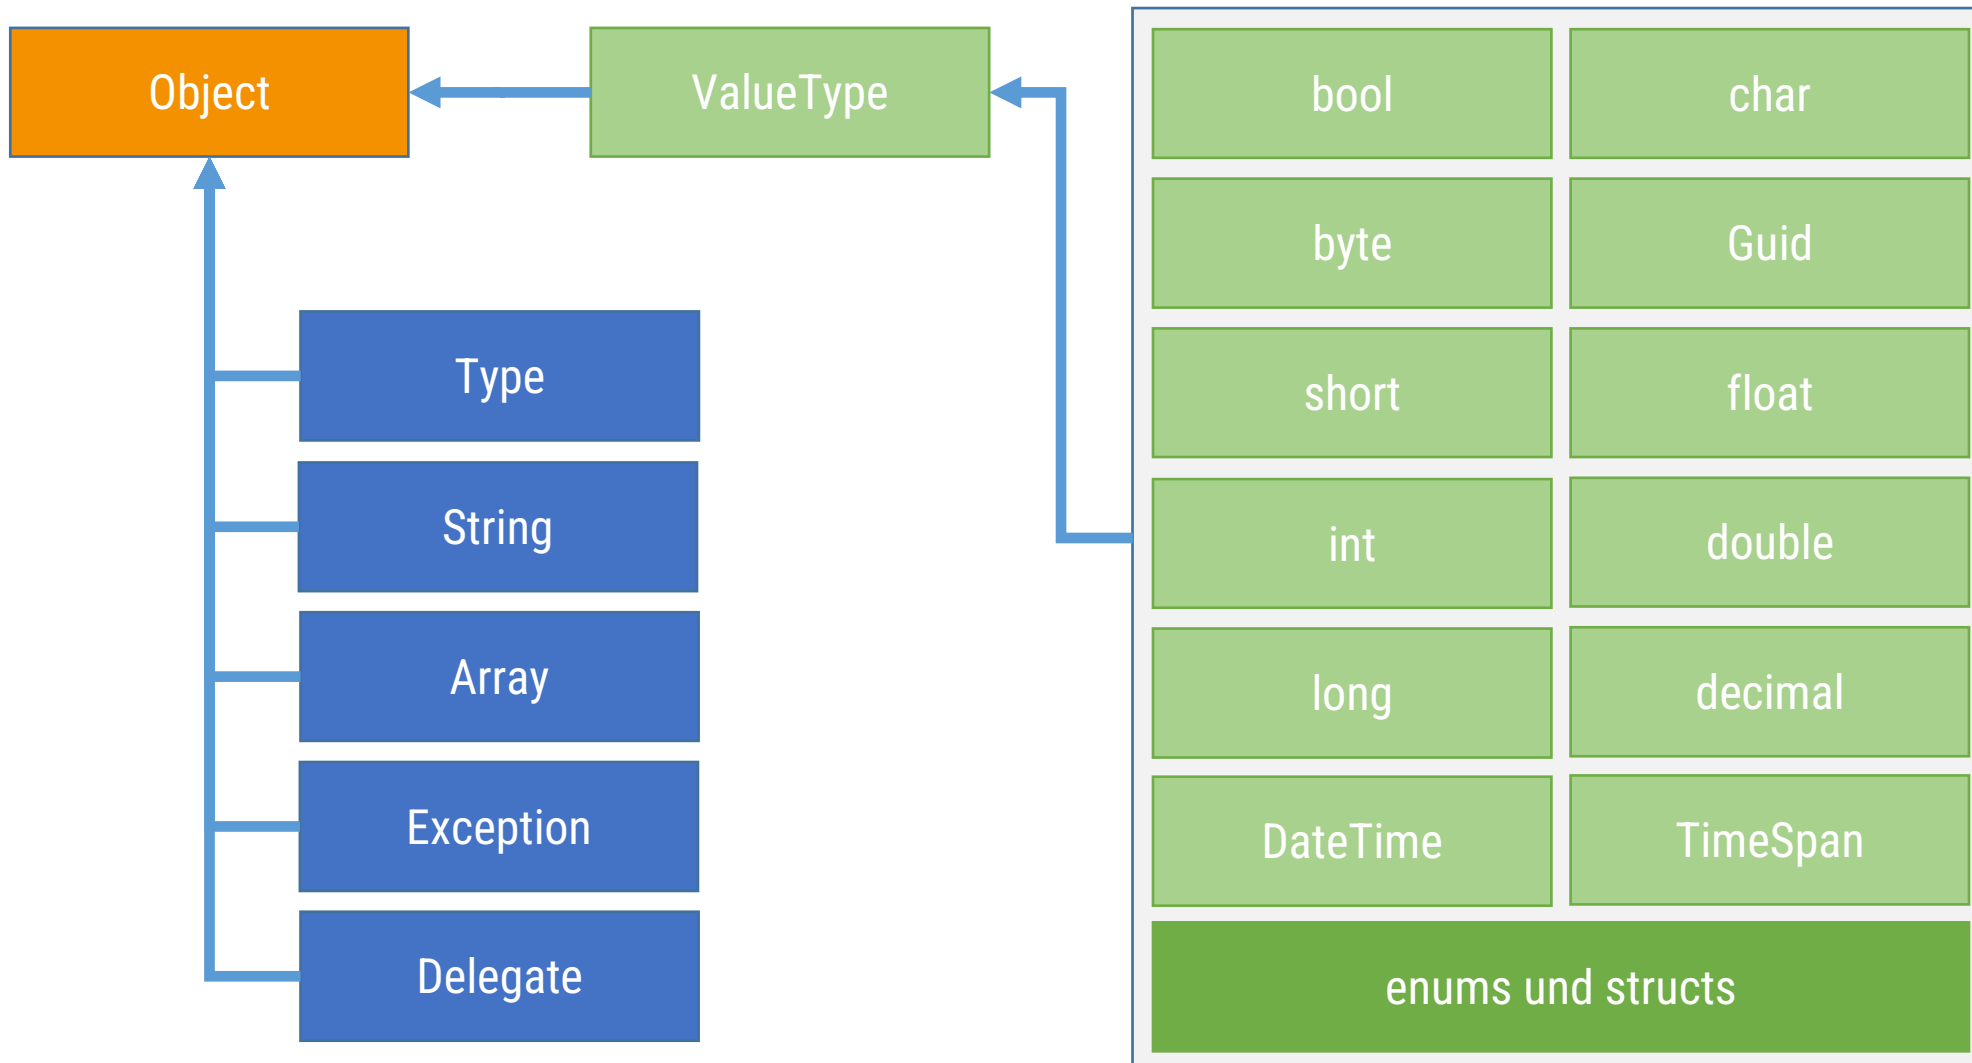 Object
ValueType
Type
String
Array
Exception
Delegate
bool
char
byte
Guid
short
float
int
double
long
decimal
DateTime
TimeSpan
enums und structs